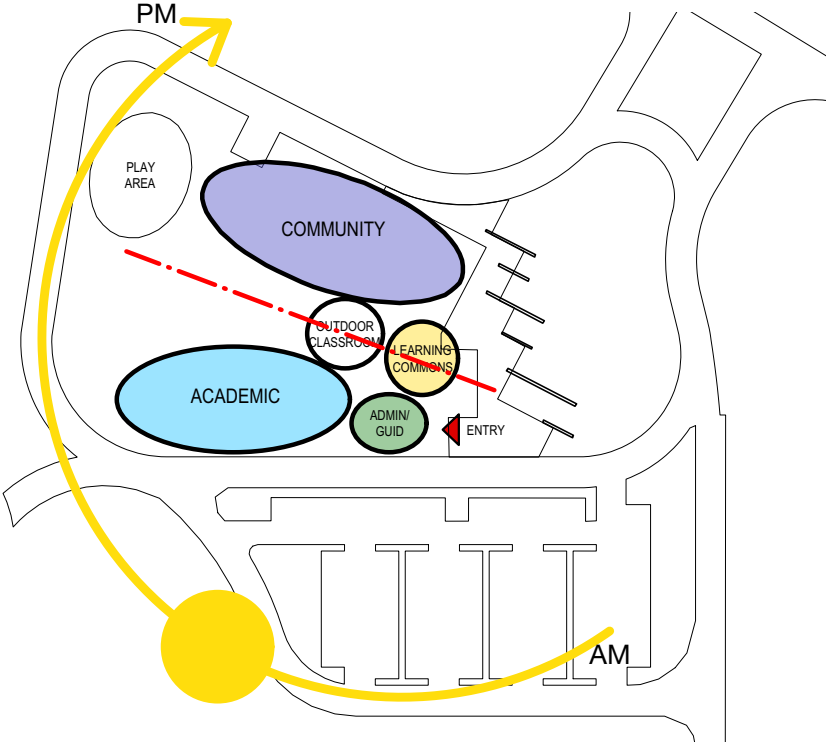 PM
PLAY
AREA
COMMUNITY
OUTDOOR
CLASSROOM
LEARNING
COMMONS
ACADEMIC
ADMIN/
GUID
ENTRY
AM